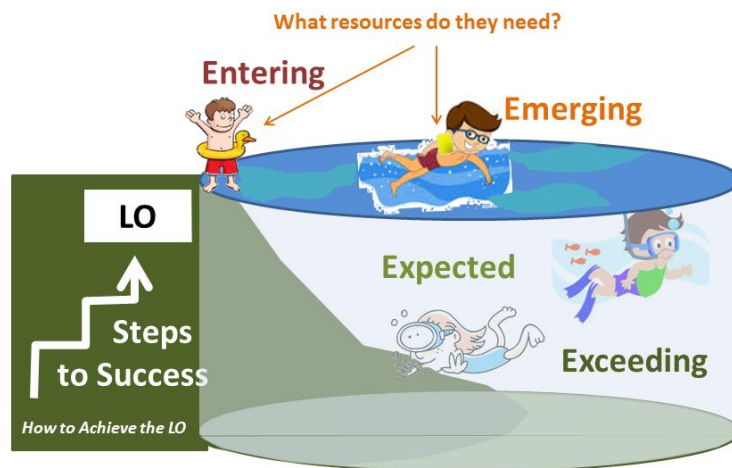 What resources do they need?
Entering
Emerging
LO
Expected
Steps
to Success
Exceeding
How to Achieve the LO